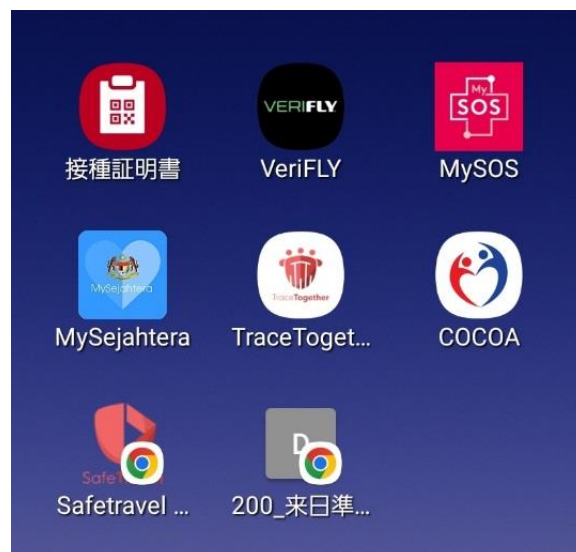 VERIFLY
My
SOS
接種証明書
VeriFLY
MySOS
MySejahtera
TraceTogether
MySejahtera
TraceToget...
COCOA
D
Safetravel ...
200_来日準...